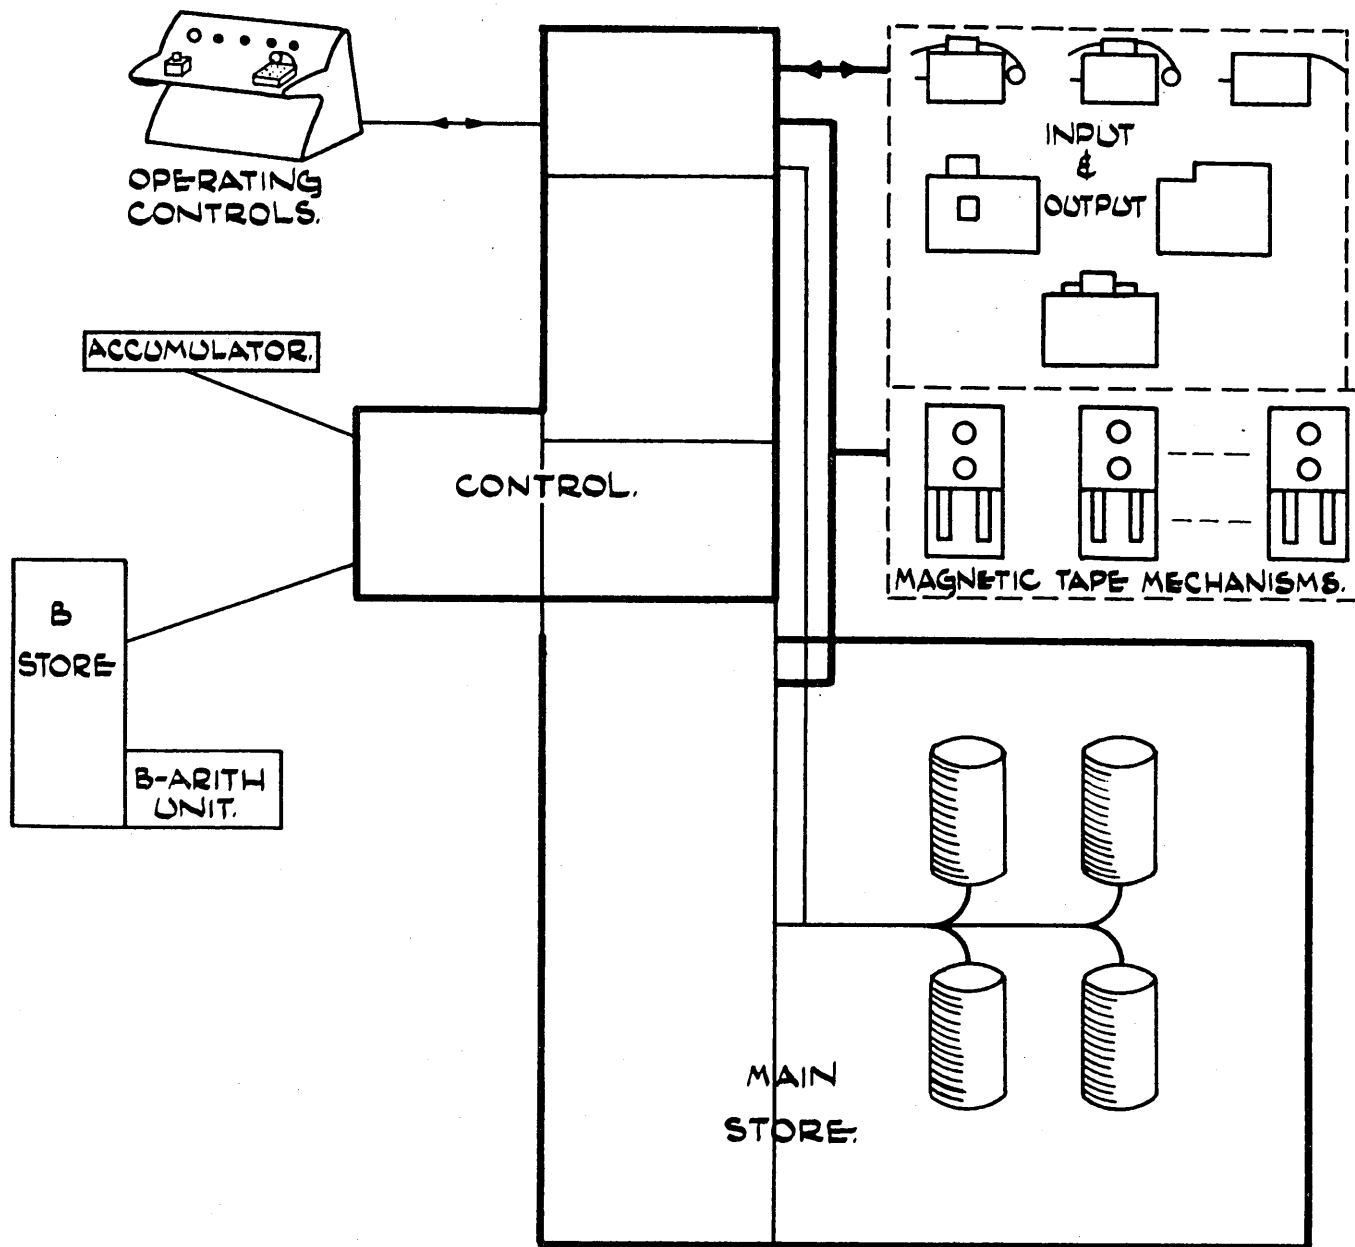 OPERATING
CONTROLS.
INPUT
&
OUTPUT
ACCUMULATOR.
CONTROL.
MAGNETIC TAPE MECHANISMS.
B
STORE
B-ARITH
UNIT.
MAIN
STORE.